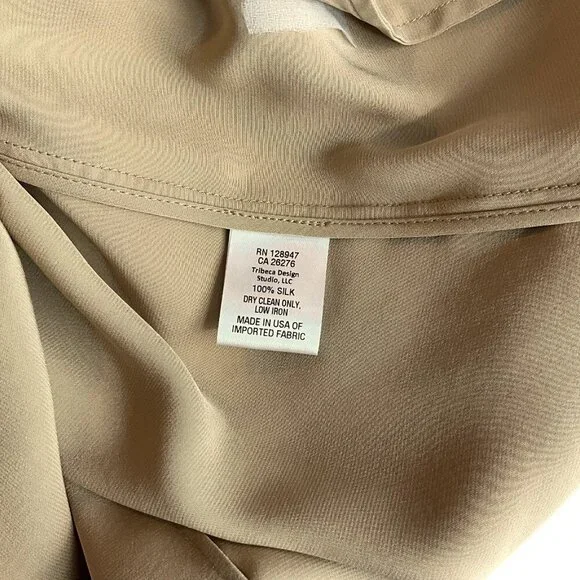 RN 128947
CA 26276
Tribeca Design
Studio, LLC
100% SILK
DRY CLEAN ONLY,
LOW IRON
MADE IN USA OF
IMPORTED FABRIC